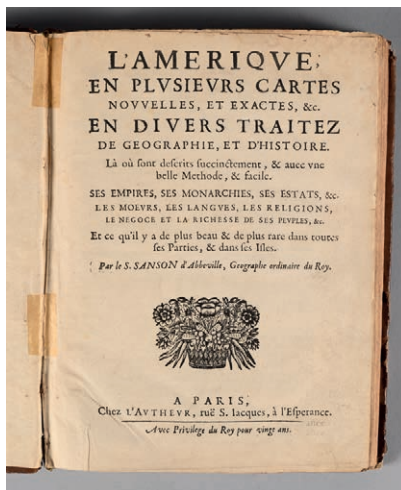 L'AMERIQVE,
EN PLVSIEVRS CARTES
NOVVELLES, ET EXACTES, &c.
EN DIVERS TRAITEZ
DE GEOGRAPHIE, ET D'HISTOIRE.
Là où sont descrits succinctement, & auec vne
belle Methode, & facile.
SES EMPIRES, SES MONARCHIES, SES ESTATS, &c.
LES MOEVRS, LES LANGVES, LES RELIGIONS,
LE NEGOCE ET LA RICHESSE DE SES PEVPLES, &c.
Et ce qu'il y a de plus beau & de plus rare dans toutes
ses Parties, & dans ses Isles.
Par le S. SANSON d'Abbeville, Geographe ordinaire du Roy.
A PARIS,
Chez L'AVTHEVR, ruë S. Iacques, à l'Esperance.
Avec Privilege du Roy pour vingt ans.